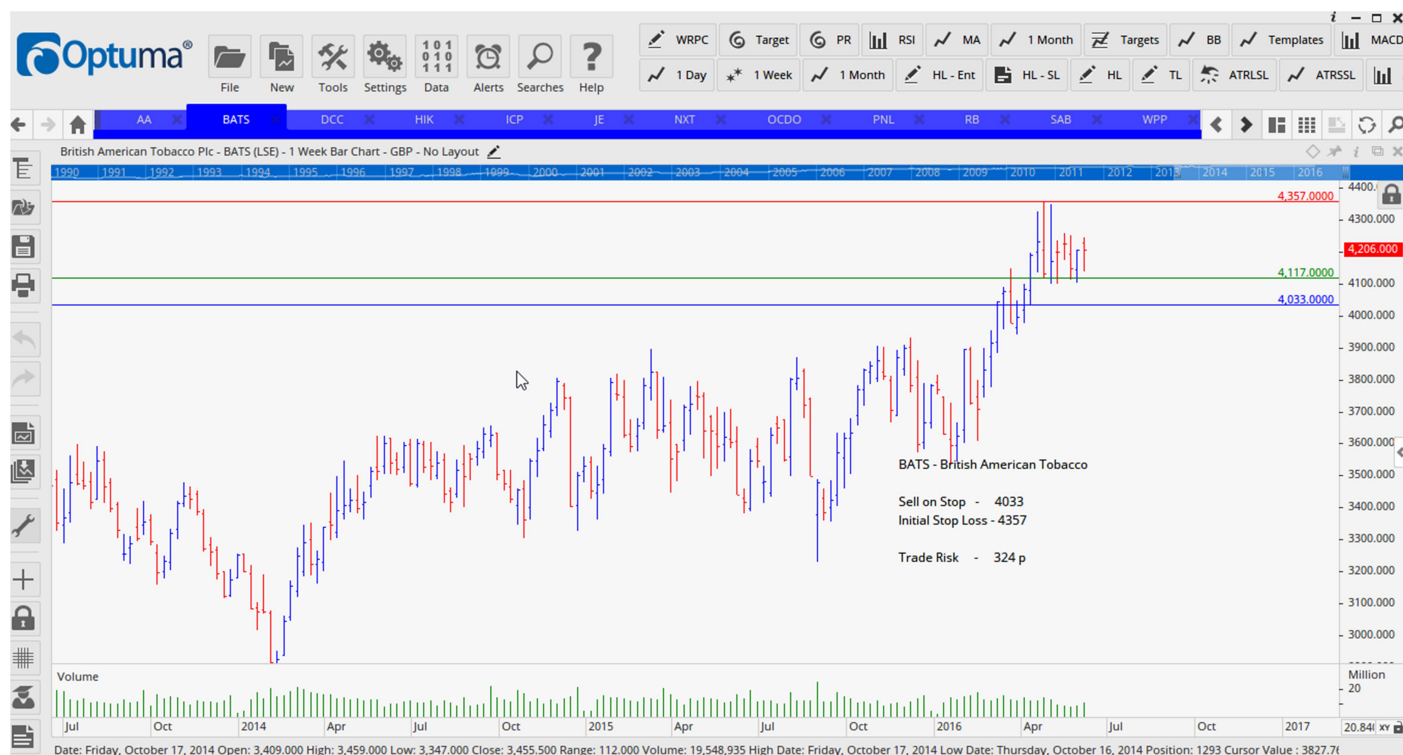 i
Optuma®
File New Tools Settings Data Alerts Searches Help
101
010
111
WRPC Target PR RSI MA 1 Month Targets BB Templates MACD
1 Day 1 Week 1 Month HL - Ent HL - SL HL TL ATRLSL ATRSSL
AA BATS DCC HIK ICP JE NXT OCDO PNL RB SAB WPP
British American Tobacco Plc - BATS (LSE) - 1 Week Bar Chart - GBP - No Layout
1990 1991 1992 1993 1994 1995 1996 1997 1998 1999 2000 2001 2002 2003 2004 2005 2006 2007 2008 2009 2010 2011 2012 2013 2014 2015 2016
4,357.0000
4300.000
4,206.000
4,117.0000
4100.000
4,033.0000
4000.000
3900.000
3800.000
3700.000
3600.000
3500.000
BATS - British American Tobacco
Sell on Stop - 4033
3400.000
Initial Stop Loss - 4357
3300.000
Trade Risk - 324 p
3200.000
3100.000
3000.000
Volume
Million
20
Jul Oct 2014 Apr Jul Oct 2015 Apr Jul Oct 2016 Apr Jul Oct 2017 XY
Date: Friday, October 17, 2014 Open: 3,409.000 High: 3,459.000 Low: 3,347.000 Close: 3,455.500 Range: 112.000 Volume: 19,548,935 High Date: Friday, October 17, 2014 Low Date: Thursday, October 16, 2014 Position: 1293 Cursor Value : 3827.76